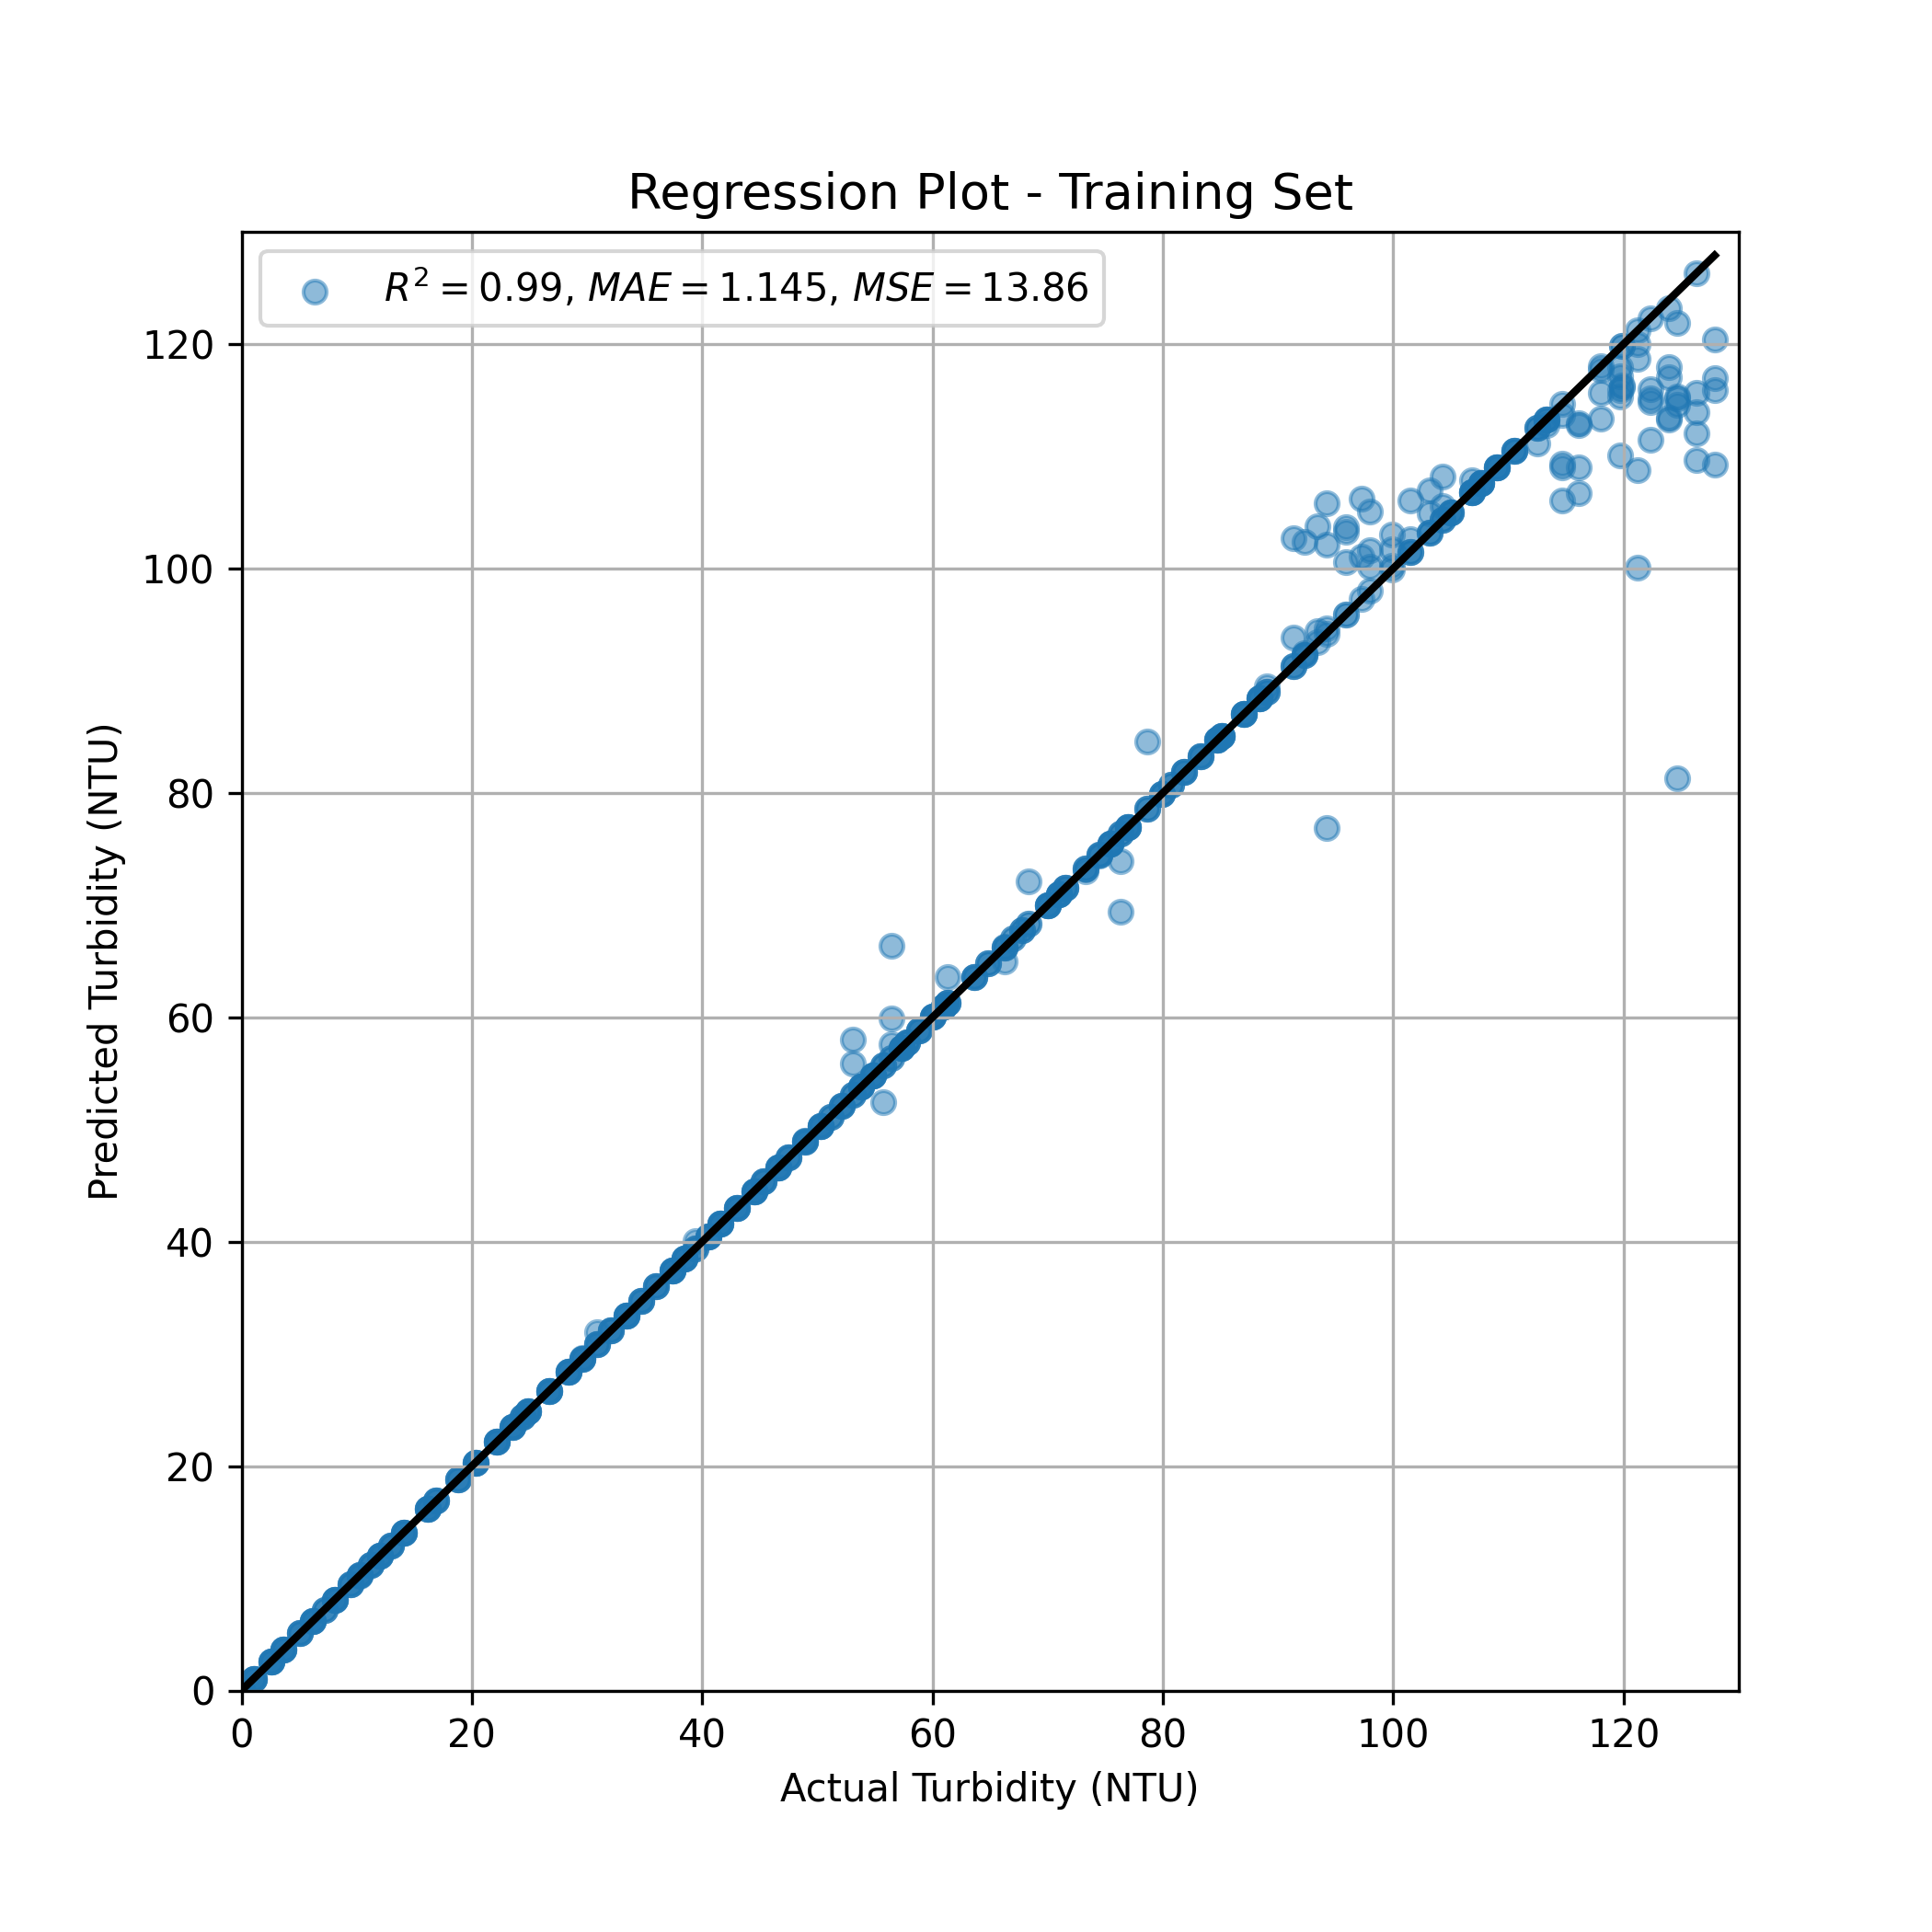 Regression Plot - Training Set
R² = 0.99, MAE = 1.145, MSE = 13.86
Predicted Turbidity (NTU)
120
100
80
60
40
20
0
0 20 40 60 80 100 120
Actual Turbidity (NTU)